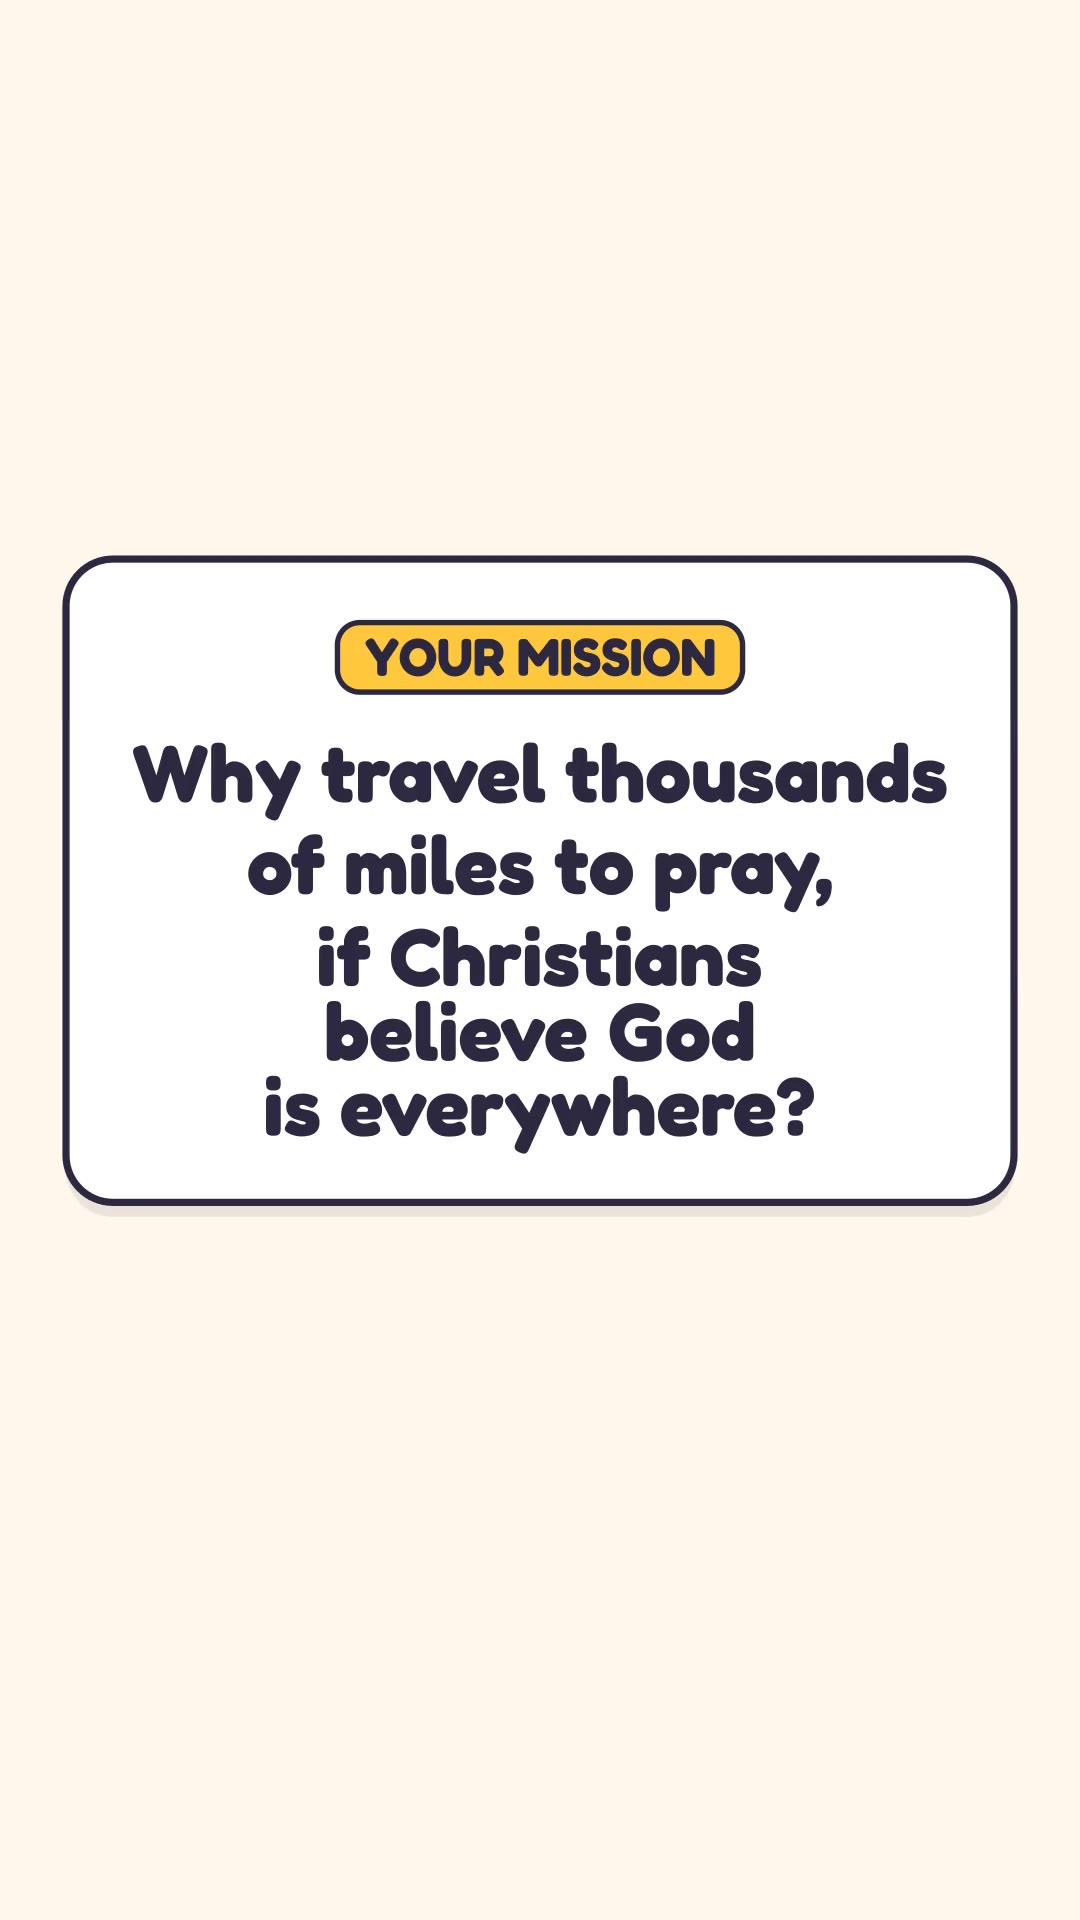 YOUR MISSION
Why travel thousands
of miles to pray,
if Christians
believe God
is everywhere?